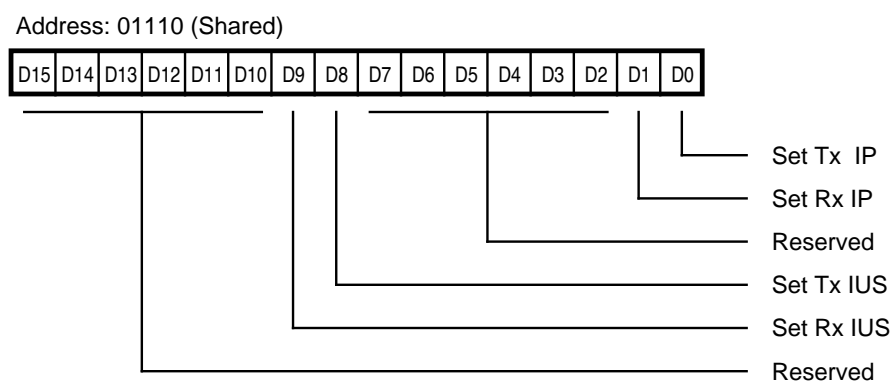 Address: 01110 (Shared)
D15 D14 D13 D12 D11 D10 D9 D8 D7 D6 D5 D4 D3 D2 D1 D0
Set Tx IP
Set Rx IP
Reserved
Set Tx IUS
Set Rx IUS
Reserved